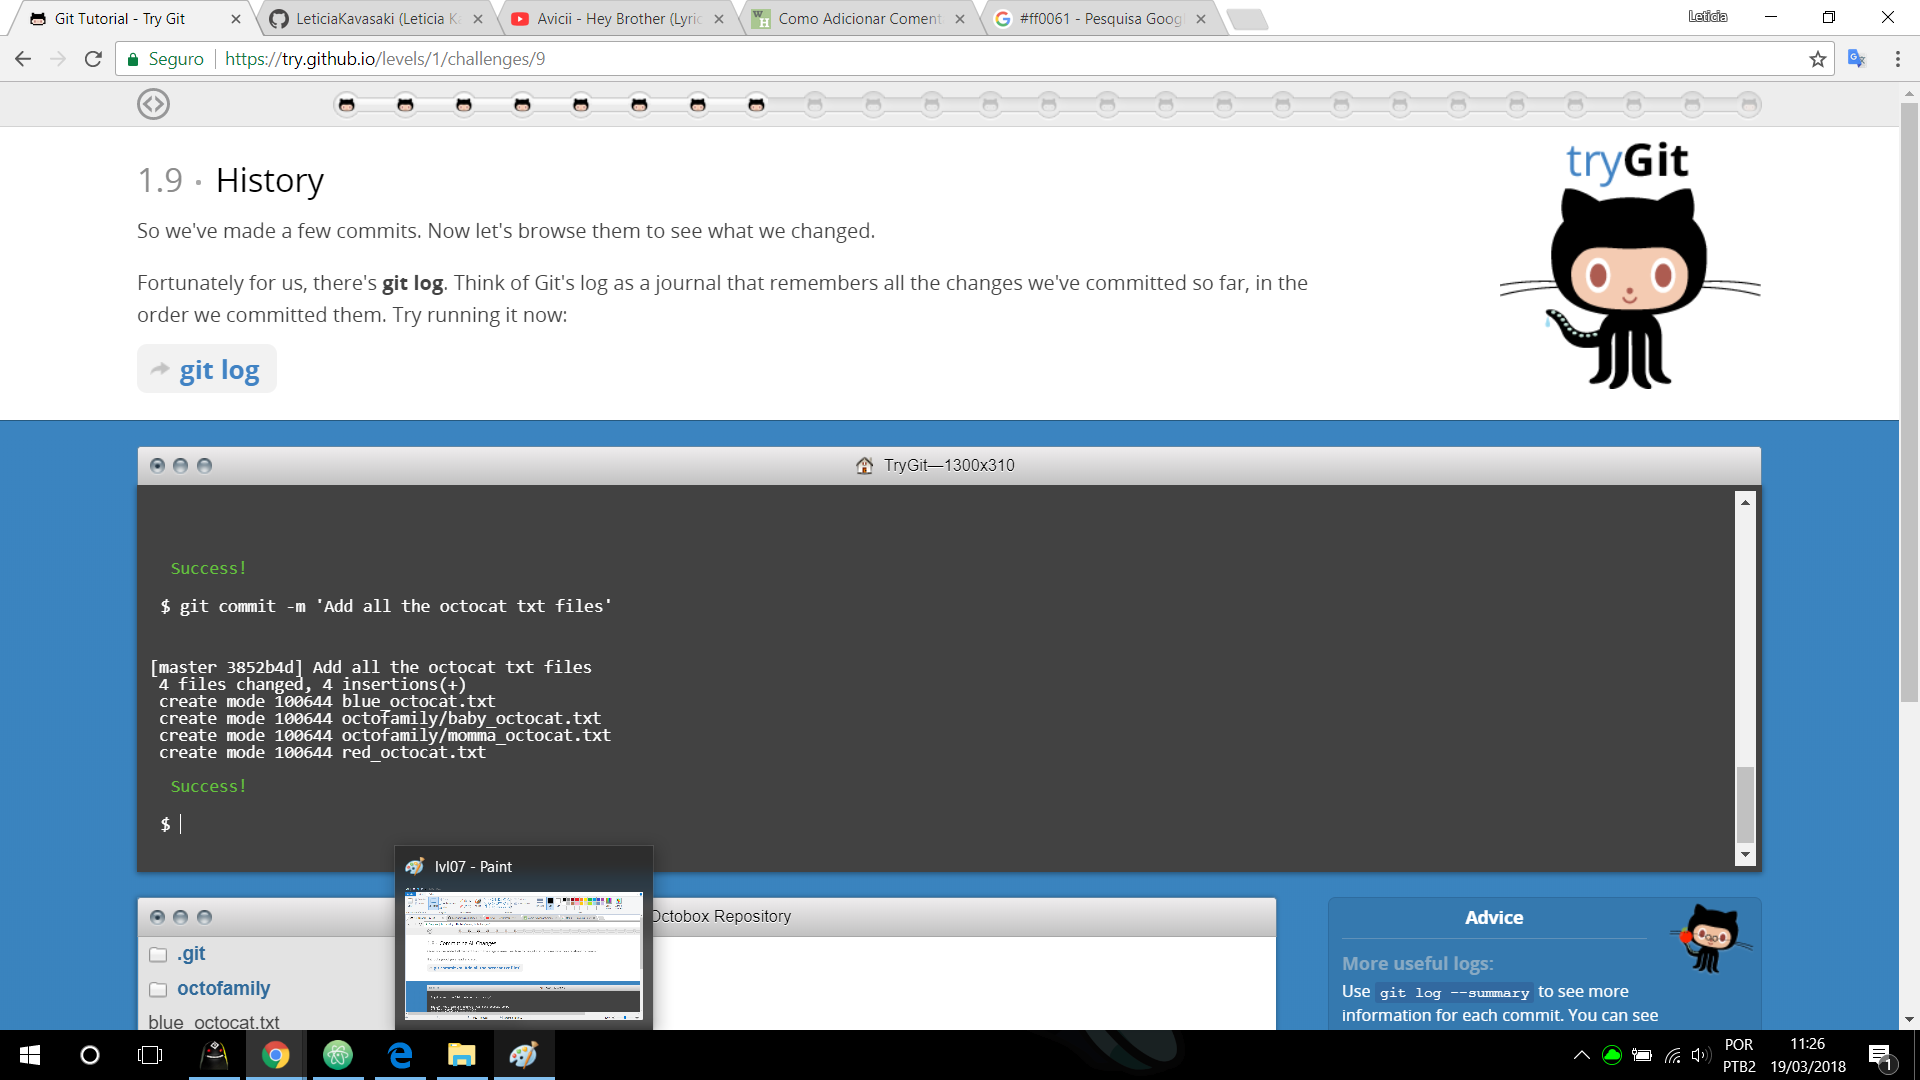 Git Tutorial - Try Git
LeticiaKavasaki (Leticia K
Avicii - Hey Brother (Lyric
Como Adicionar Coment
#ff0061 - Pesquisa Goog
Leticia
Seguro
https://try.github.io/levels/1/challenges/9
1.9 · History
tryGit
So we've made a few commits. Now let's browse them to see what we changed.
Fortunately for us, there's git log. Think of Git's log as a journal that remembers all the changes we've committed so far, in the
order we committed them. Try running it now:
git log
TryGit—1300x310
Success!
$ git commit -m 'Add all the octocat txt files'
[master 3852b4d] Add all the octocat txt files
4 files changed, 4 insertions(+)
create mode 100644 blue_octocat.txt
create mode 100644 octofamily/baby_octocat.txt
create mode 100644 octofamily/momma_octocat.txt
create mode 100644 red_octocat.txt
Success!
$
lvl07 - Paint
Octobox Repository
.git
octofamily
blue_octocat.txt
Advice
More useful logs:
Use git log --summary to see more
information for each commit. You can see
POR
PTB2
11:26
19/03/2018
1